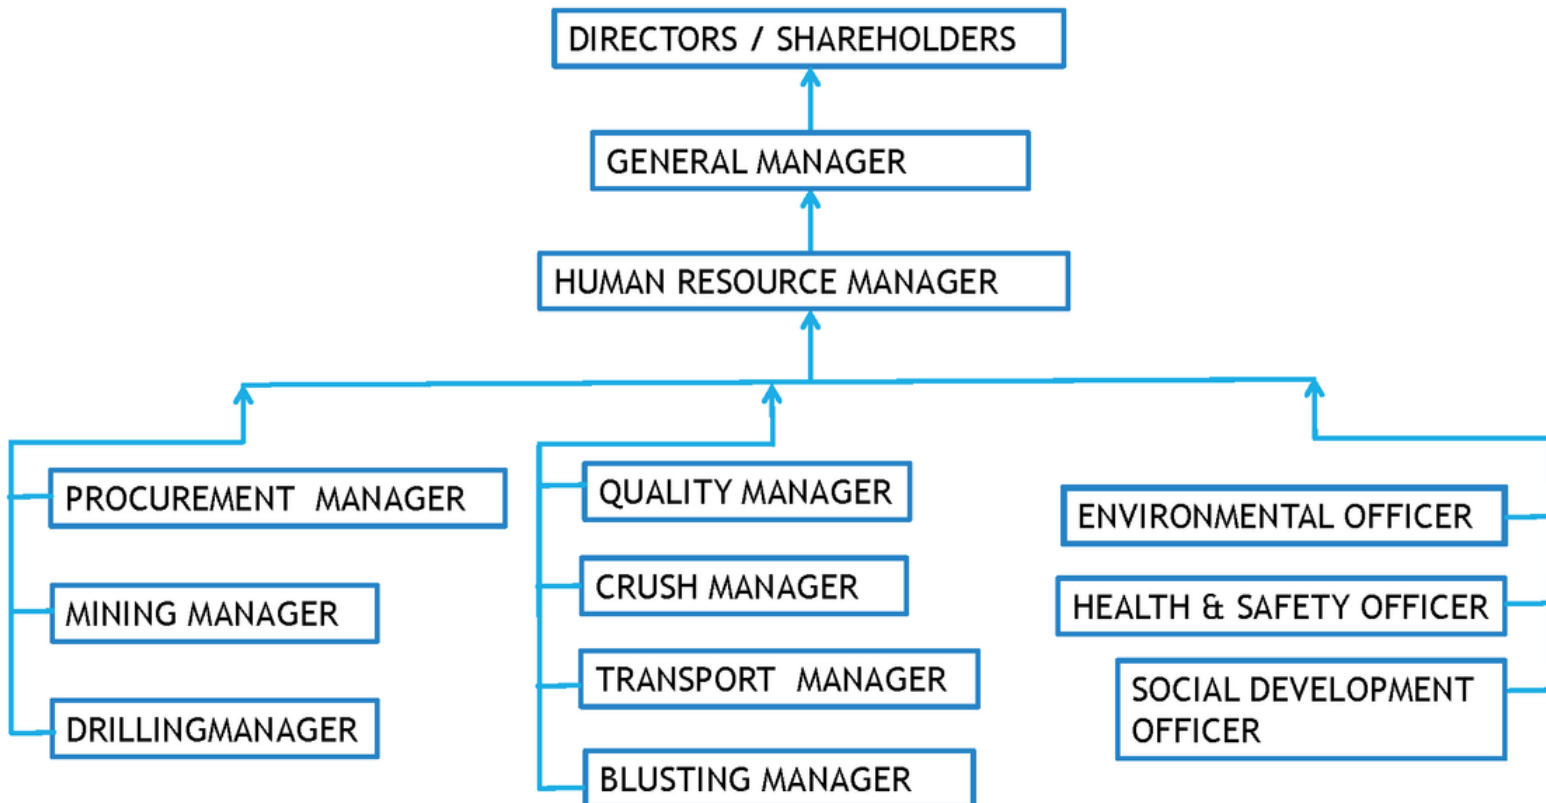 DIRECTORS / SHAREHOLDERS
GENERAL MANAGER
HUMAN RESOURCE MANAGER
PROCUREMENT MANAGER
MINING MANAGER
DRILLINGMANAGER
QUALITY MANAGER
CRUSH MANAGER
TRANSPORT MANAGER
BLUSTING MANAGER
ENVIRONMENTAL OFFICER
HEALTH & SAFETY OFFICER
SOCIAL DEVELOPMENT
OFFICER